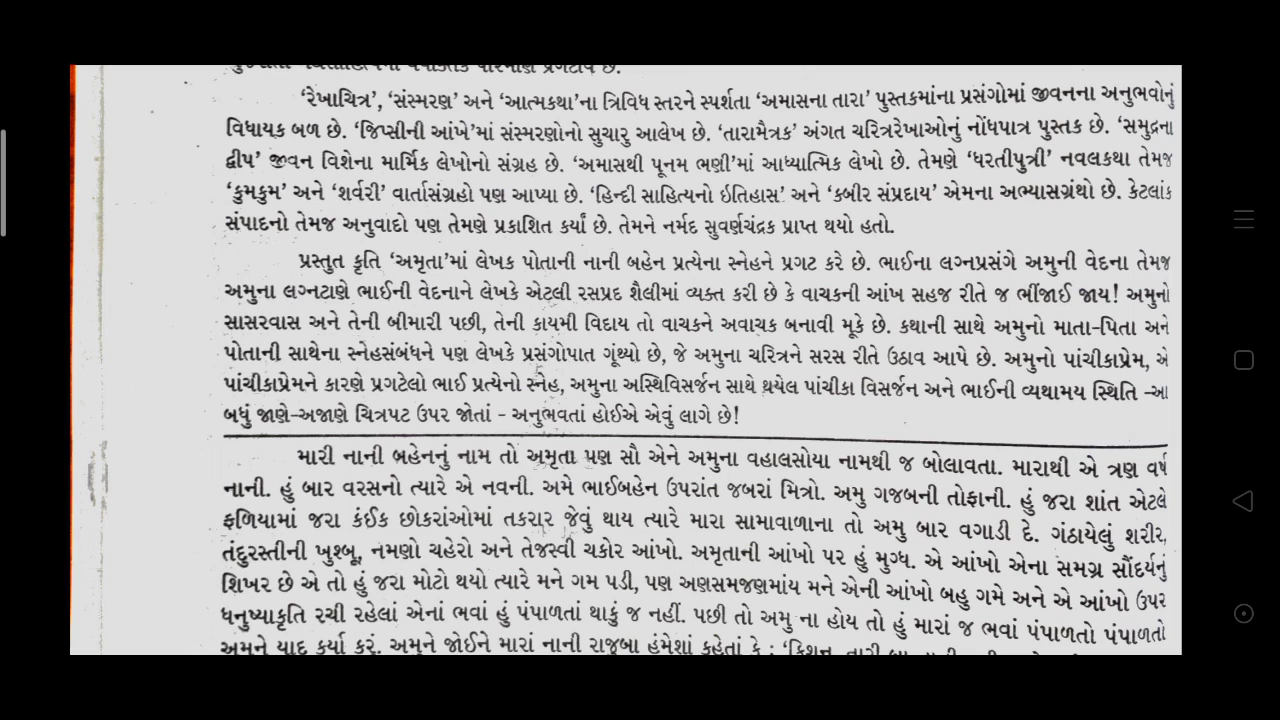 પ્રગટાવે છે.
‘રેખાચિત્ર’, ‘સંસ્મરણ’ અને ‘આત્મકથા’ના ત્રિવિધ સ્તરને સ્પર્શતા ‘અમાસના તારા’ પુસ્તકમાંના પ્રસંગોમાં જીવનના અનુભવોનું
વિધાયક બળ છે. ‘જિપ્સીની આંખે’માં સંસ્મરણોનો સુચારુ આલેખ છે. ‘તારામૈત્રક’ અંગત ચરિત્રરેખાઓનું નોંધપાત્ર પુસ્તક છે. ‘સમુદ્રના
દ્વીપ’ જીવન વિશેના માર્મિક લેખોનો સંગ્રહ છે. ‘અમાસથી પૂનમ ભણી’માં આધ્યાત્મિક લેખો છે. તેમણે ‘ધરતીપુત્રી’ નવલકથા તેમજ
‘કુમકુમ’ અને ‘શર્વરી’ વાર્તાસંગ્રહો પણ આપ્યા છે. ‘હિન્દી સાહિત્યનો ઇતિહાસ’ અને ‘કબીર સંપ્રદાય’ એમના અભ્યાસગ્રંથો છે. કેટલાંક
સંપાદનો તેમજ અનુવાદો પણ તેમણે પ્રકાશિત કર્યાં છે. તેમને નર્મદ સુવર્ણચંદ્રક પ્રાપ્ત થયો હતો.
પ્રસ્તુત કૃતિ ‘અમૃતા’માં લેખક પોતાની નાની બહેન પ્રત્યેના સ્નેહને પ્રગટ કરે છે. ભાઈના લગ્નપ્રસંગે અમુની વેદના તેમજ
અમુના લગ્નટાણે ભાઈની વેદનાને લેખકે એટલી રસપ્રદ શૈલીમાં વ્યક્ત કરી છે કે વાચકની આંખ સહજ રીતે જ ભીંજાઈ જાય! અમુનો
સાસરવાસ અને તેની બીમારી પછી, તેની કાયમી વિદાય તો વાચકને અવાચક બનાવી મૂકે છે. કથાની સાથે અમુનો માતા-પિતા અને
પોતાની સાથેના સ્નેહસંબંધને પણ લેખકે પ્રસંગોપાત ગૂંથ્યો છે, જે અમુના ચરિત્રને સરસ રીતે ઉઠાવ આપે છે. અમુનો પાંચીકાપ્રેમ, એ
પાંચીકાપ્રેમને કારણે પ્રગટેલો ભાઈ પ્રત્યેનો સ્નેહ, અમુના અસ્થિવિસર્જન સાથે થયેલ પાંચીકા વિસર્જન અને ભાઈની વ્યથામય સ્થિતિ -આ
બધું જાણે-અજાણે ચિત્રપટ ઉપર જોતાં - અનુભવતાં હોઈએ એવું લાગે છે!
મારી નાની બહેનનું નામ તો અમૃતા પણ સૌ એને અમુના વહાલસોયા નામથી જ બોલાવતા. મારાથી એ ત્રણ વર્ષ
નાની. હું બાર વરસનો ત્યારે એ નવની. અમે ભાઈબહેન ઉપરાંત જબરાં મિત્રો. અમુ ગજબની તોફાની. હું જરા શાંત એટલે
ફળિયામાં જરા કંઈક છોકરાંઓમાં તકરાર જેવું થાય ત્યારે મારા સામાવાળાના તો અમુ બાર વગાડી દે. ગંઠાયેલું શરીર,
તંદુરસ્તીની ખુશ્બૂ, નમણો ચહેરો અને તેજસ્વી ચકોર આંખો. અમૃતાની આંખો પર હું મુગ્ધ. એ આંખો એના સમગ્ર સૌંદર્યનું
શિખર છે એ તો હું જરા મોટો થયો ત્યારે મને ગમ પડી, પણ અણસમજણમાંય મને એની આંખો બહુ ગમે અને એ આંખો ઉપર
ધનુષ્યાકૃતિ રચી રહેલાં એનાં ભવાં હું પંપાળતાં થાકું જ નહીં. પછી તો અમુ ના હોય તો હું મારાં જ ભવાં પંપાળતો પંપાળતો
અમુને યાદ કર્યા કરું. અમુને જોઈને મારાં નાની રાજુબા હંમેશાં કહેતાં કે : ‘કિશન,